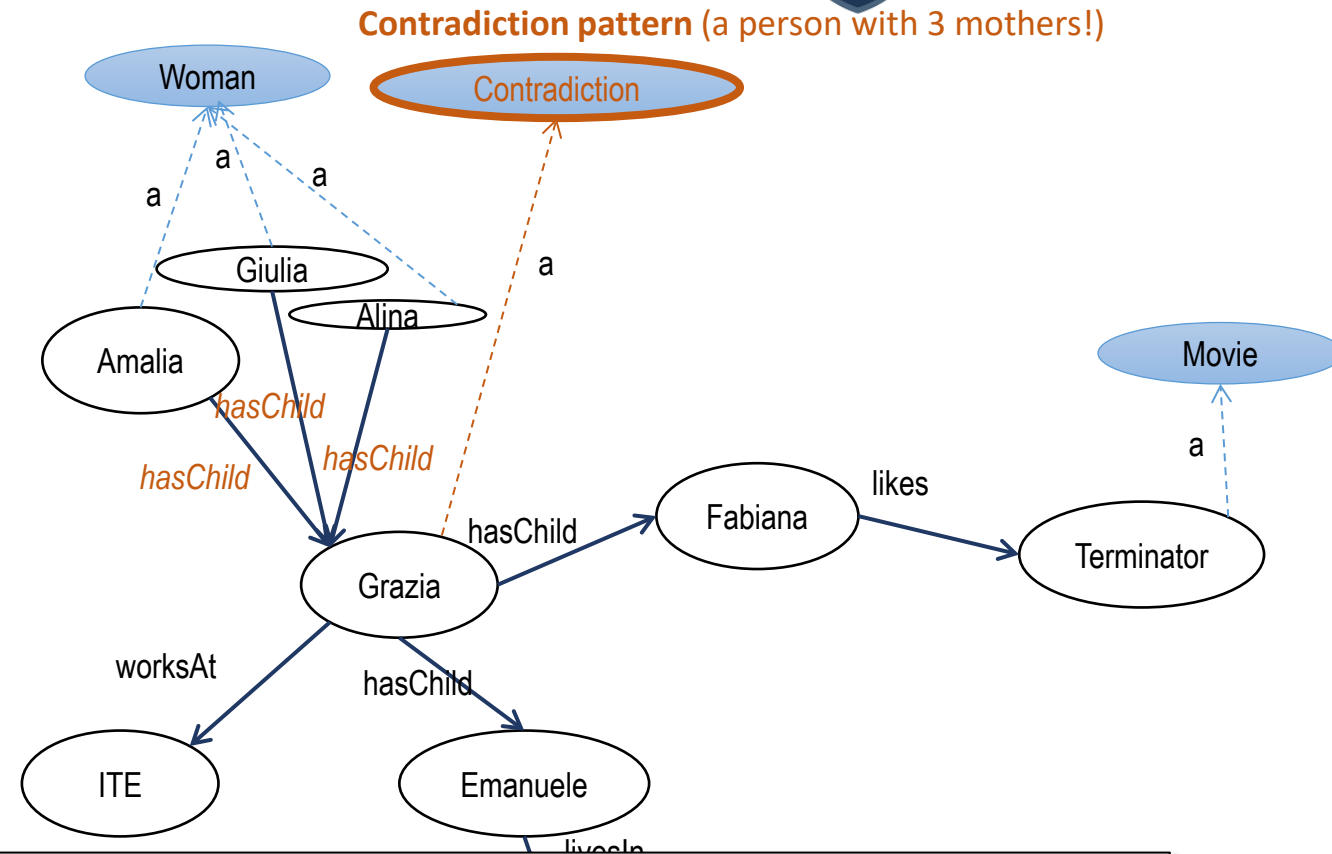 Contradiction pattern (a person with 3 mothers!)
Woman
Contradiction
a
a
a
Giulia
a
Alina
Amalia
Movie
hasChild
a
hasChild
hasChild
likes
Fabiana
hasChild
Terminator
Grazia
worksAt
hasChild
ITE
Emanuele
livesIn